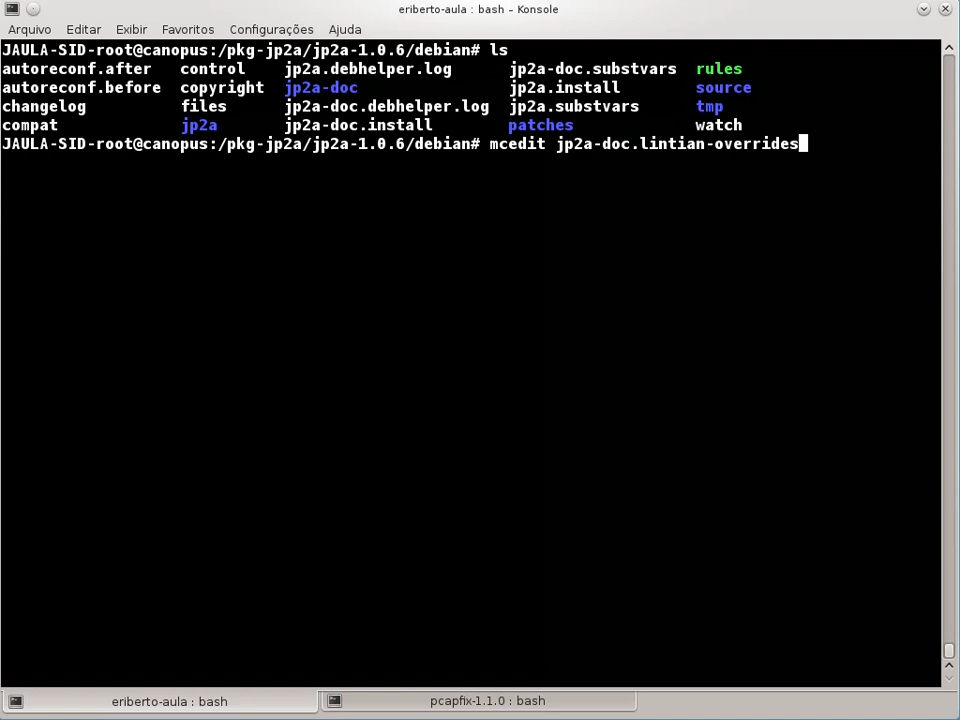 eriberto-aula : bash – Konsole
Arquivo Editar Exibir Favoritos Configurações Ajuda
JAULA-SID-root@canopus:/pkg-jp2a/jp2a-1.0.6/debian# ls
autoreconf.after control jp2a.debhelper.log jp2a-doc.substvars rules
autoreconf.before copyright jp2a-doc jp2a.install source
changelog files jp2a-doc.debhelper.log jp2a.substvars tmp
compat jp2a jp2a-doc.install patches watch
JAULA-SID-root@canopus:/pkg-jp2a/jp2a-1.0.6/debian# mcedit jp2a-doc.lintian-overrides
eriberto-aula : bash pcapfix-1.1.0 : bash